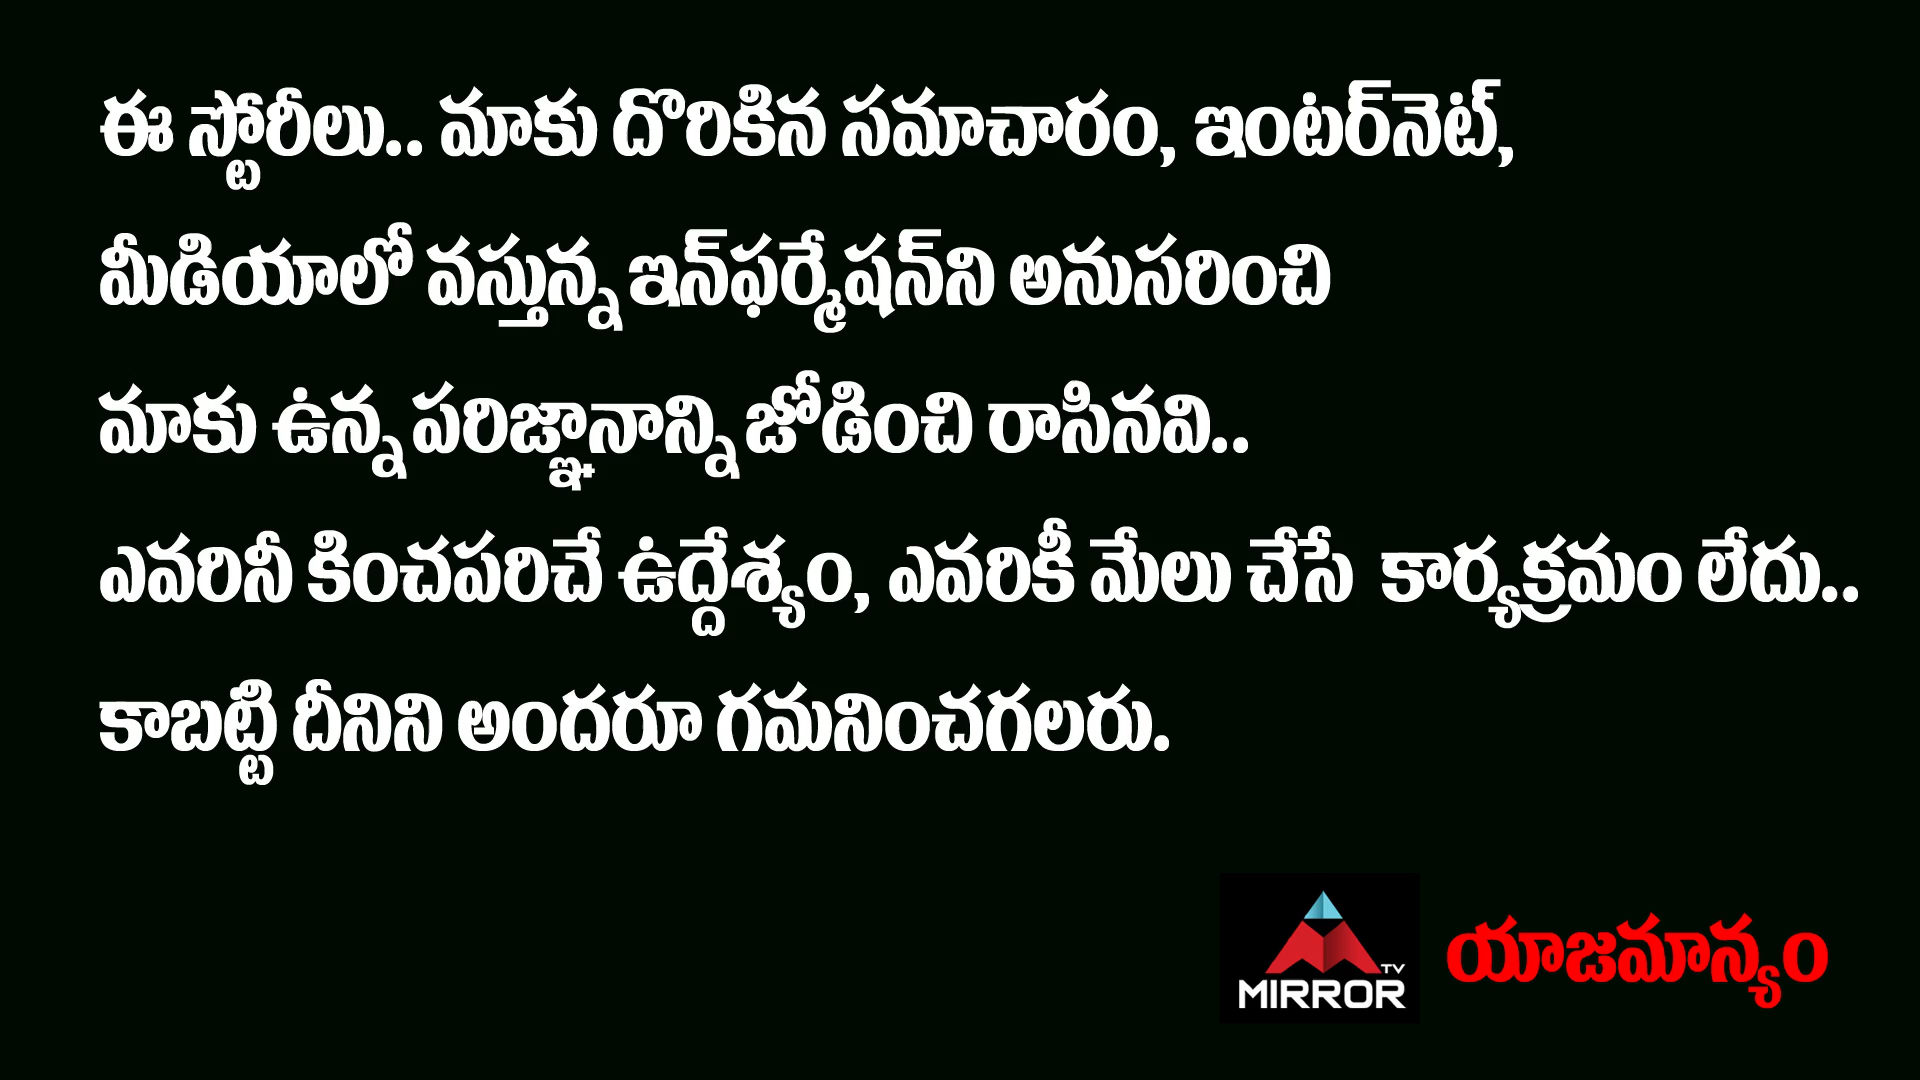 ఈ స్టోరీలు.. మాకు దొరికిన సమాచారం, ఇంటర్‌నెట్,
మీడియాలో వస్తున్న ఇన్‌ఫర్మేషన్‌ని అనుసరించి
మాకు ఉన్న పరిజ్ఞానాన్ని జోడించి రాసినవి..
ఎవరినీ కించపరిచే ఉద్దేశ్యం, ఎవరికీ మేలు చేసే కార్యక్రమం లేదు..
కాబట్టి దీనిని అందరూ గమనించగలరు.
TV
MIRROR
యాజమాన్యం